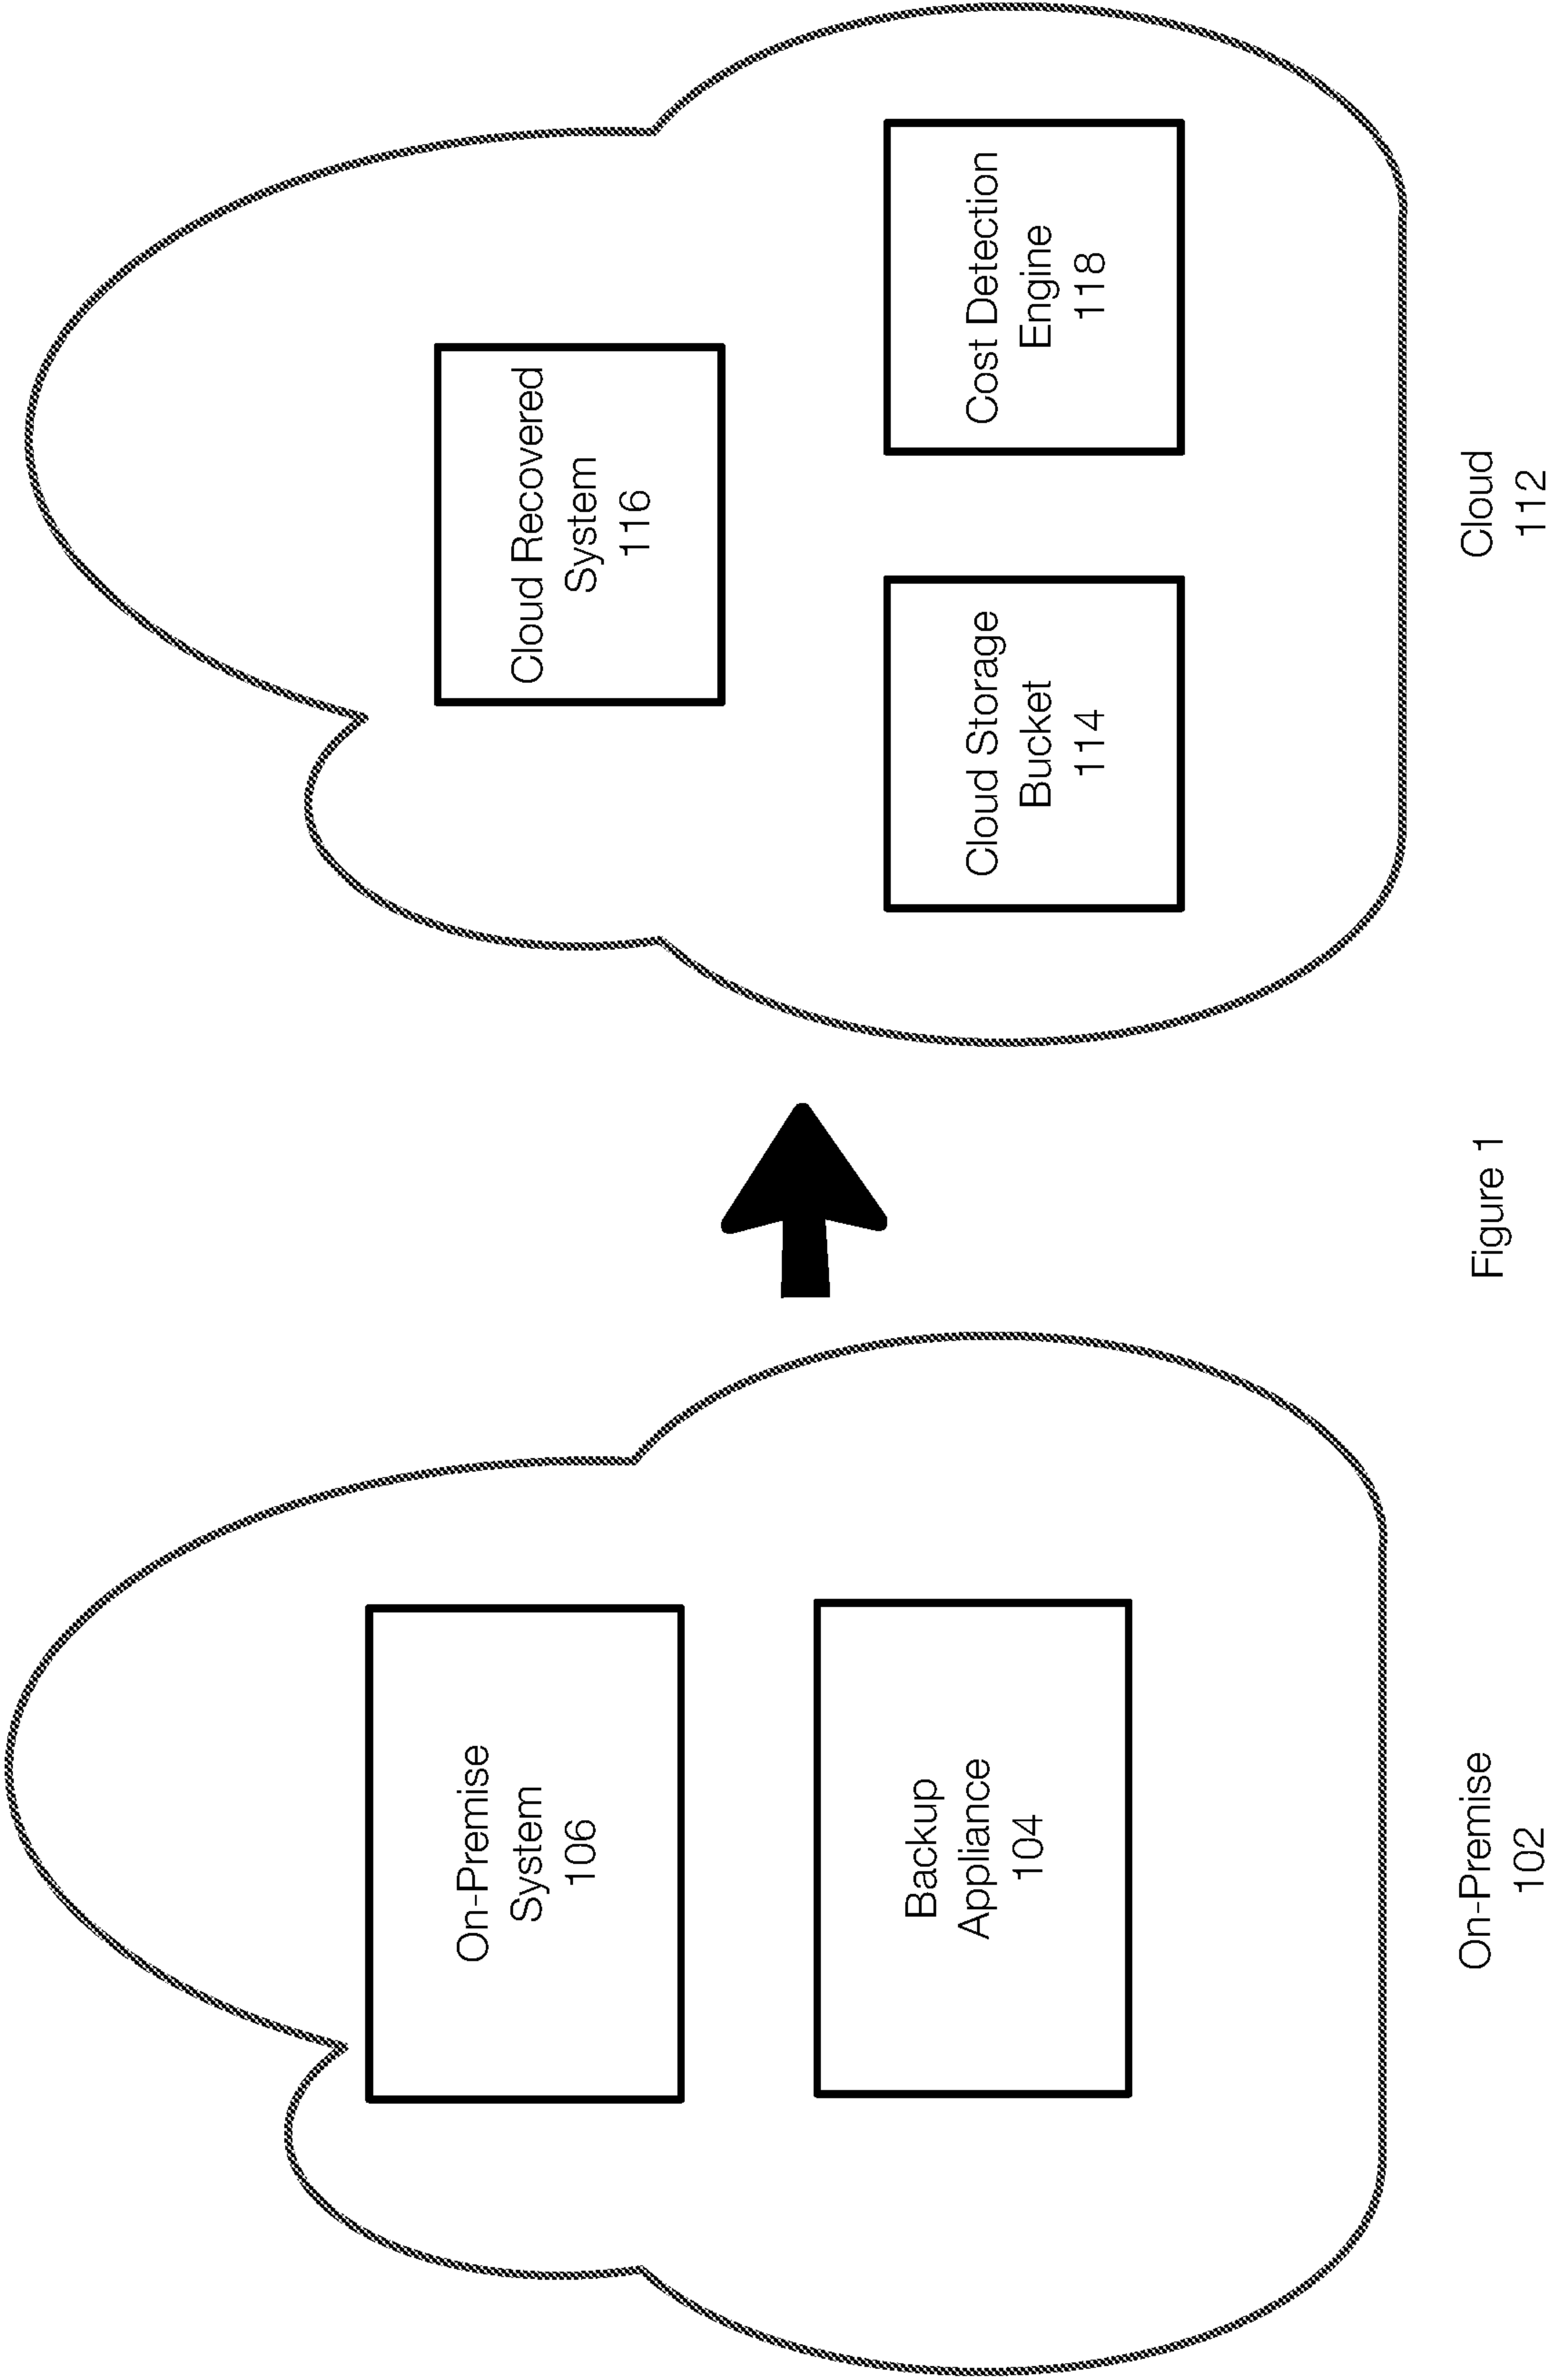 On-Premise
System
106
Backup
Appliance
104
On-Premise
102
Cloud Recovered
System
116
Cloud Storage
Bucket
114
Cost Detection
Engine
118
Cloud
112
Figure 1